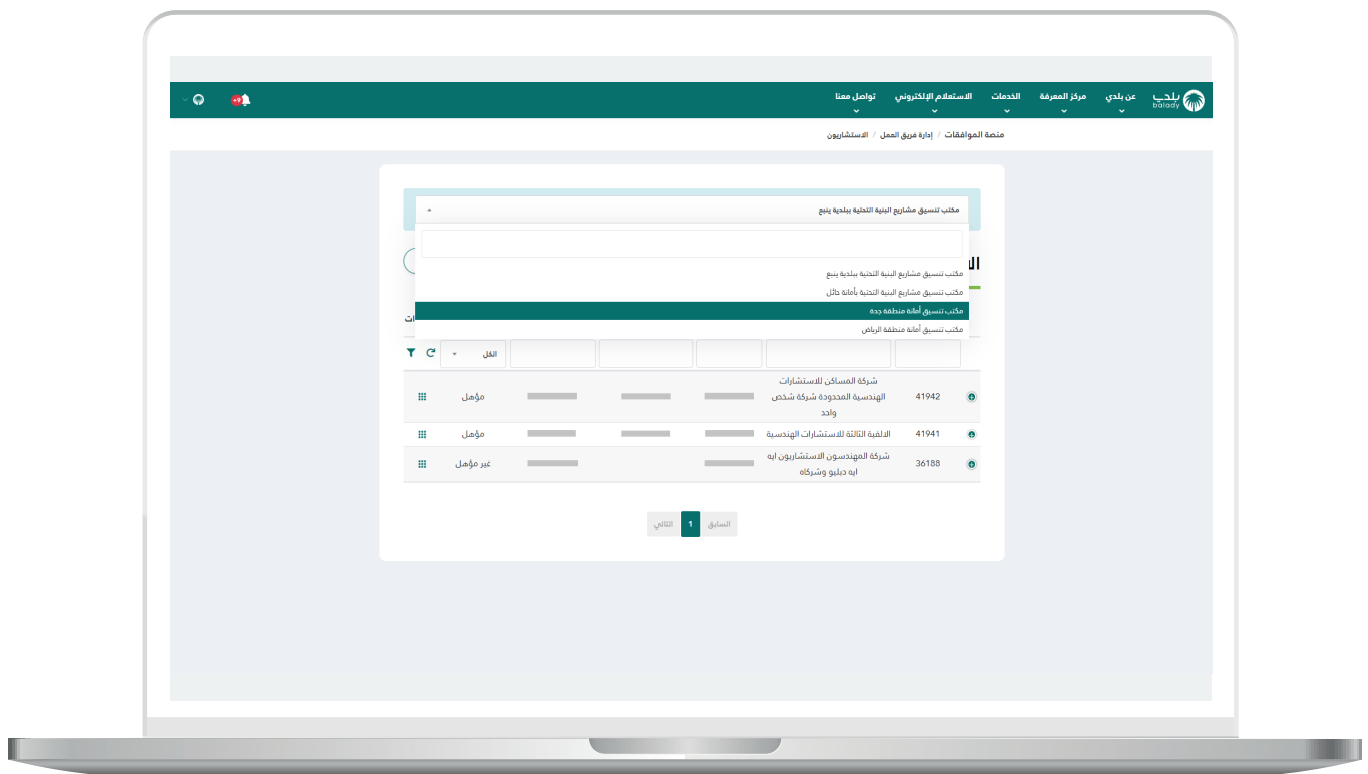 بلدي
balady
عن بلدي
مركز المعرفة
الخدمات
الاستعلام الإلكتروني
تواصل معنا
+9
منصة الموافقات / إدارة فريق العمل / الاستشاريون
مكتب تنسيق مشاريع البنية التحتية ببلدية ينبع
ال
مكتب تنسيق مشاريع البنية التحتية ببلدية ينبع
مكتب تنسيق مشاريع البنية التحتية بأمانة حائل
مكتب تنسيق أمانة منطقة جدة
ات
مكتب تنسيق أمانة منطقة الرياض
الكل
41942 شركة المساكن للاستشارات
الهندسية المحدودة شركة شخص
واحد
مؤهل
41941 الالفية الثالثة للاستشارات الهندسية مؤهل
36188 شركة المهندسون الاستشاريون ايه
ايه دبليو وشركاه
غير مؤهل
السابق 1 التالي